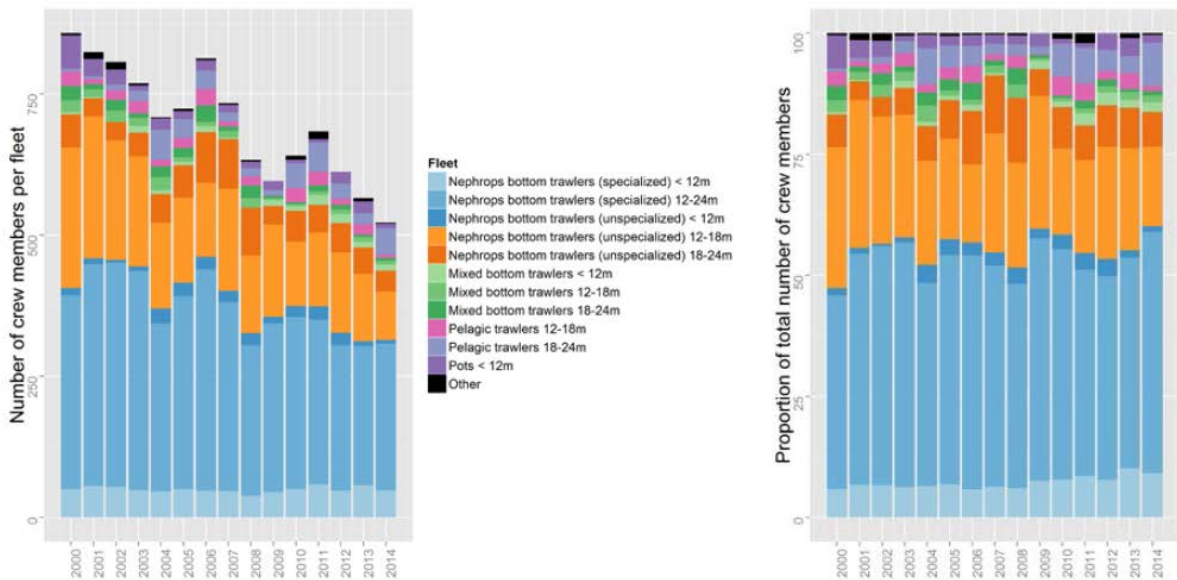 Number of crew members per fleet
750
500
250
0
2000
2001
2002
2003
2004
2005
2006
2007
2008
2009
2010
2011
2012
2013
2014
Fleet
Nephrops bottom trawlers (specialized) < 12m
Nephrops bottom trawlers (specialized) 12-24m
Nephrops bottom trawlers (unspecialized) < 12m
Nephrops bottom trawlers (unspecialized) 12-18m
Nephrops bottom trawlers (unspecialized) 18-24m
Mixed bottom trawlers < 12m
Mixed bottom trawlers 12-18m
Mixed bottom trawlers 18-24m
Pelagic trawlers 12-18m
Pelagic trawlers 18-24m
Pots < 12m
Other
Proportion of total number of crew members
100
75
50
25
0
2000
2001
2002
2003
2004
2005
2006
2007
2008
2009
2010
2011
2012
2013
2014